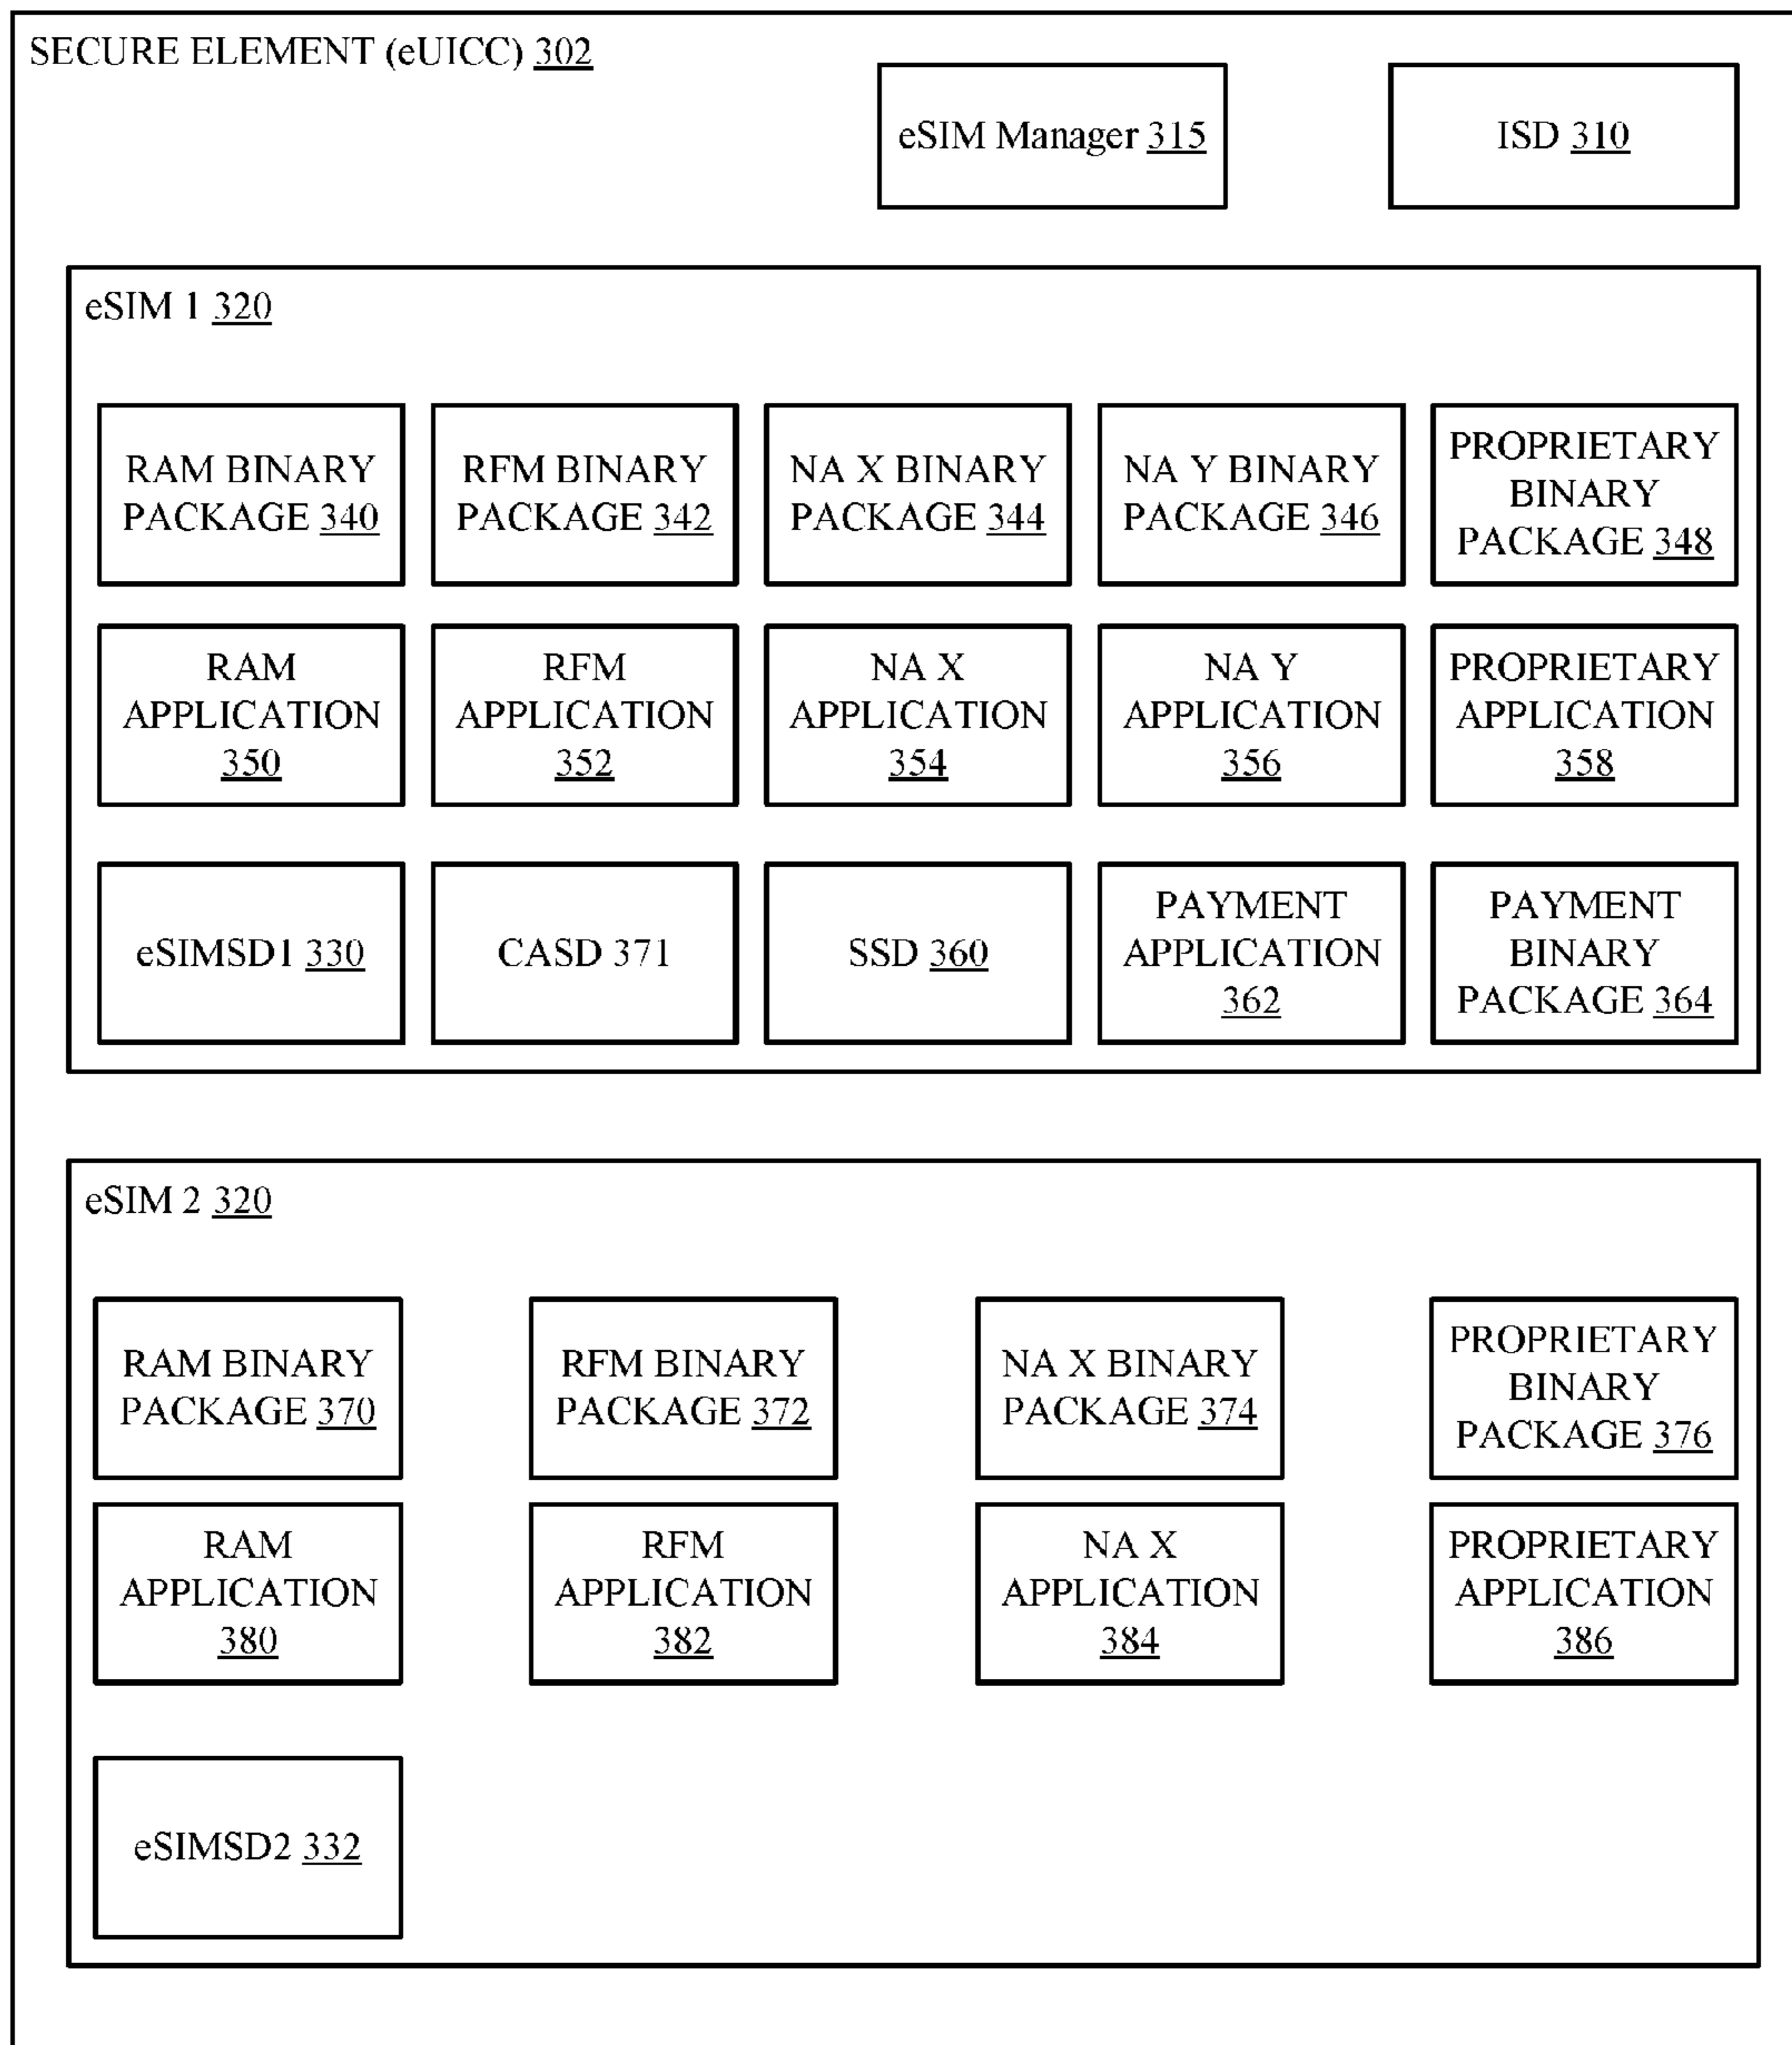 SECURE ELEMENT (eUICC) 302
eSIM Manager 315
ISD 310
eSIM 1 320
RAM BINARY
PACKAGE 340
RFM BINARY
PACKAGE 342
NA X BINARY
PACKAGE 344
NA Y BINARY
PACKAGE 346
PROPRIETARY
BINARY
PACKAGE 348
RAM
APPLICATION
350
RFM
APPLICATION
352
NA X
APPLICATION
354
NA Y
APPLICATION
356
PROPRIETARY
APPLICATION
358
eSIMSD1 330
CASD 371
SSD 360
PAYMENT
APPLICATION
362
PAYMENT
BINARY
PACKAGE 364
eSIM 2 320
RAM BINARY
PACKAGE 370
RFM BINARY
PACKAGE 372
NA X BINARY
PACKAGE 374
PROPRIETARY
BINARY
PACKAGE 376
RAM
APPLICATION
380
RFM
APPLICATION
382
NA X
APPLICATION
384
PROPRIETARY
APPLICATION
386
eSIMSD2 332